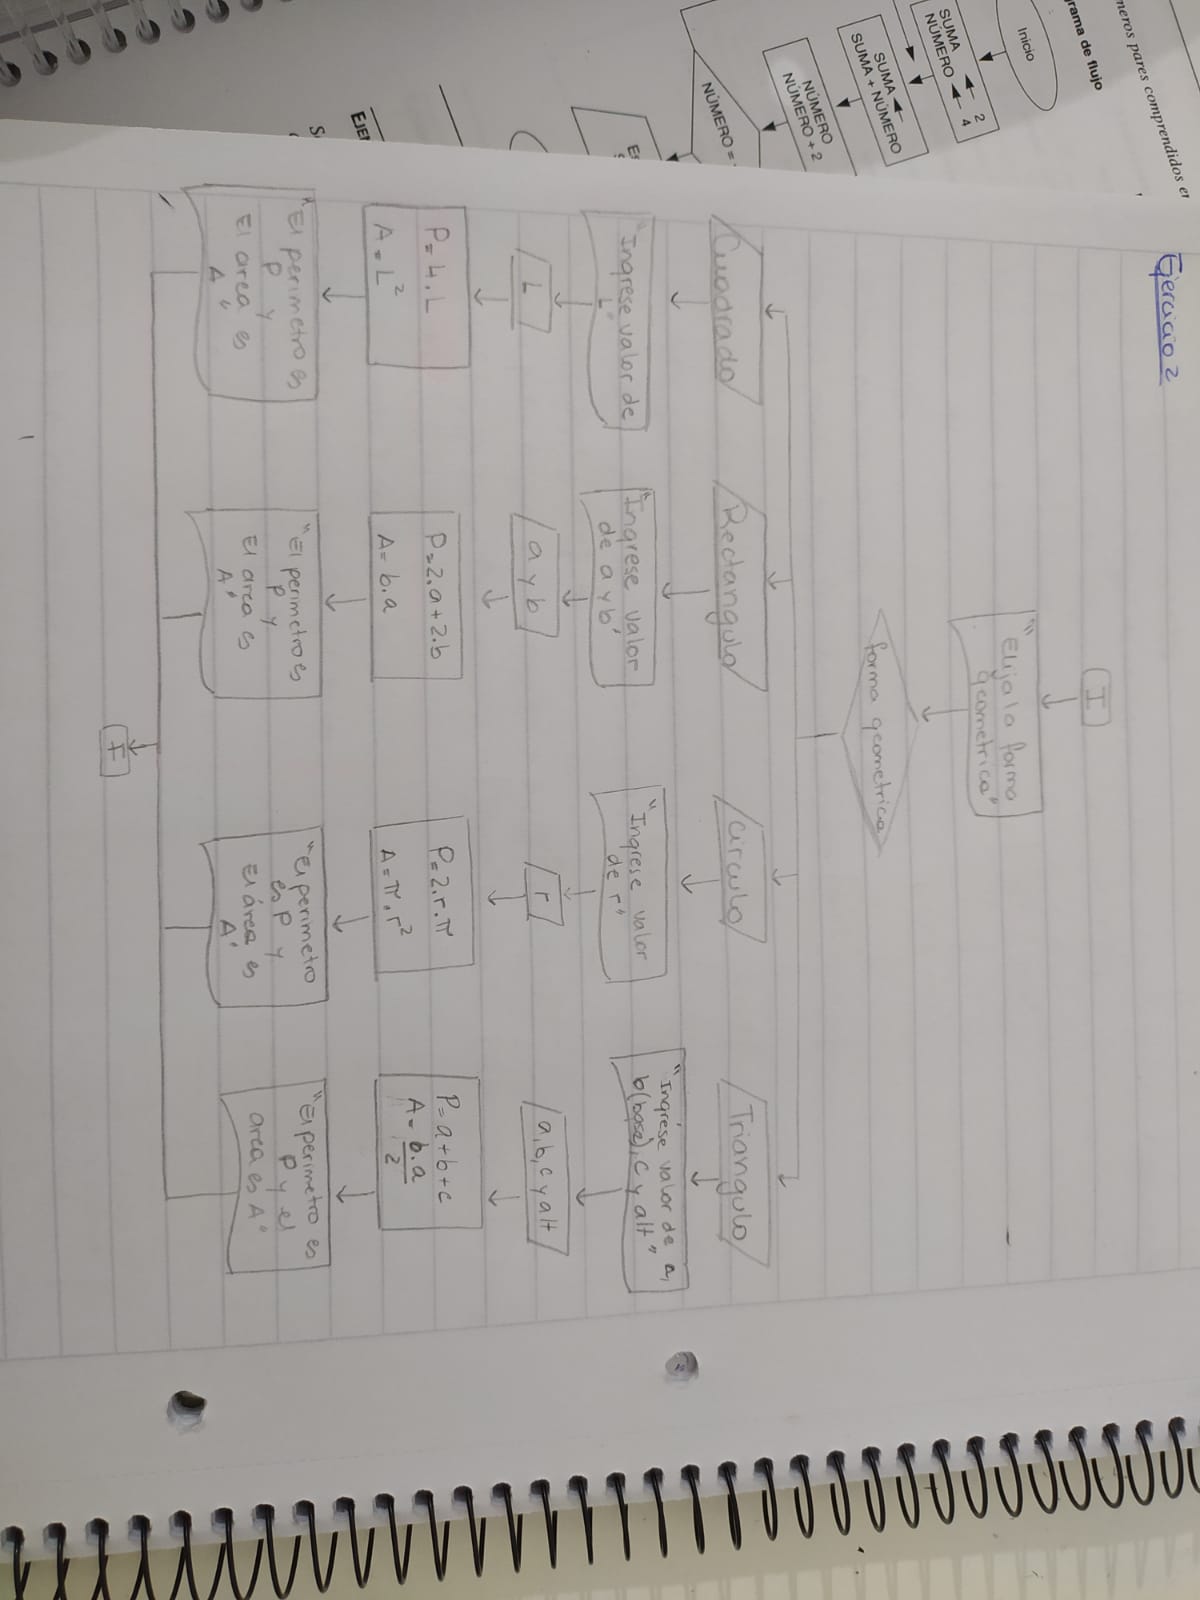 meros pares comprendidos
rama de flujo
Inicio
SUMA 2
NÚMERO 4
SUMA
SUMA + NÚMERO
NÚMERO
NÚMERO + 2
NÚMERO =
EJE
Ejercicio 2
I
"Elija la forma
geometrica"
forma geometrica
Cuadrado
Rectangulo
Circulo
Triangulo
"Ingrese valor de
L"
"Ingrese valor
de a y b"
"Ingrese valor
de r"
"Ingrese valor de a,
b(base), c y alt"
L
a y b
r
a, b, c y alt
P=4.L
A=L²
P=2.a+2.b
A=b.a
P=2.r.π
A=π.r²
P=a+b+c
A=b.a
2
"El perimetro es
P y
El area es
A"
"El perimetro es
P y
El area es
A"
"El perimetro
es P y
El área es
A"
"El perimetro es
P y el
area es A"
F